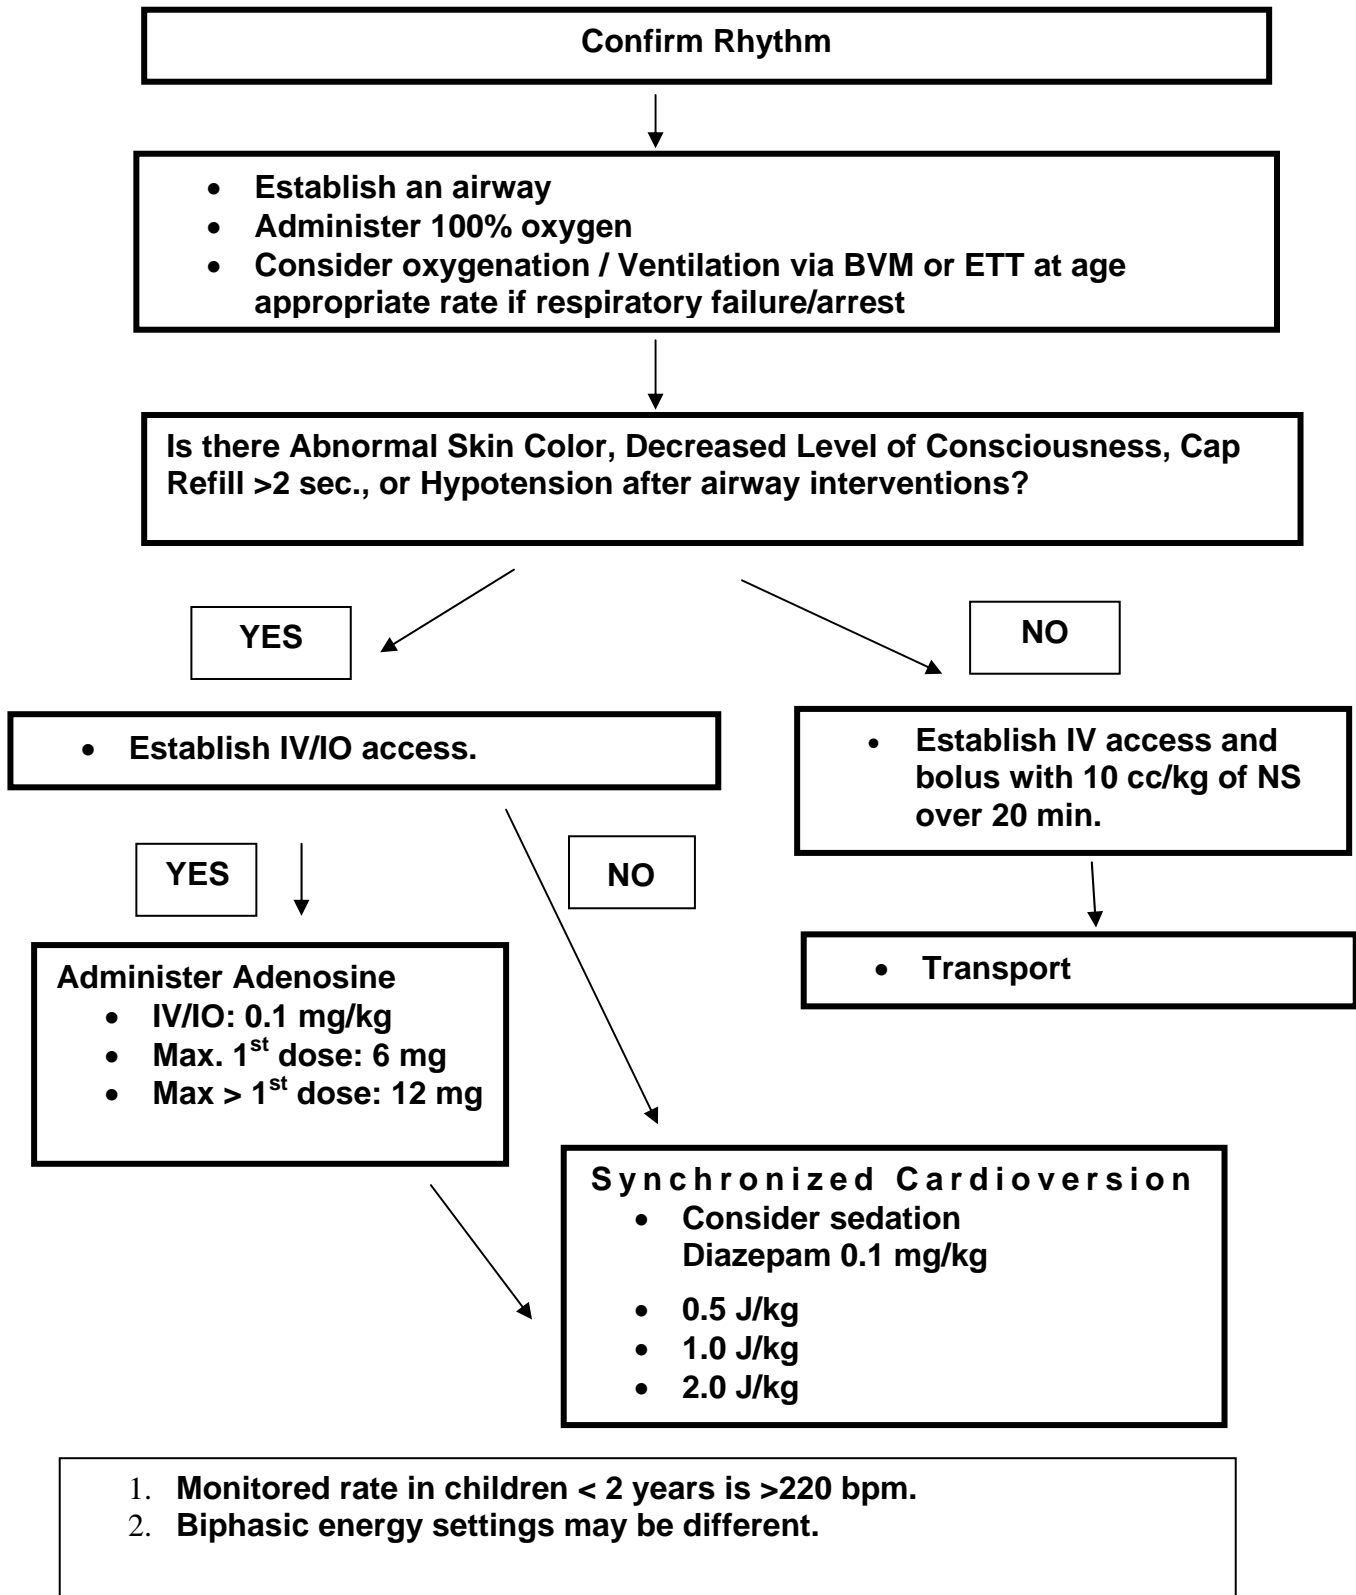 Confirm Rhythm
• Establish an airway
• Administer 100% oxygen
• Consider oxygenation / Ventilation via BVM or ETT at age
appropriate rate if respiratory failure/arrest
Is there Abnormal Skin Color, Decreased Level of Consciousness, Cap
Refill >2 sec., or Hypotension after airway interventions?
YES
NO
• Establish IV/IO access.
• Establish IV access and
bolus with 10 cc/kg of NS
over 20 min.
YES
NO
Administer Adenosine
• IV/IO: 0.1 mg/kg
• Max. 1st dose: 6 mg
• Max > 1st dose: 12 mg
• Transport
Synchronized Cardioversion
• Consider sedation
Diazepam 0.1 mg/kg
• 0.5 J/kg
• 1.0 J/kg
• 2.0 J/kg
1. Monitored rate in children < 2 years is >220 bpm.
2. Biphasic energy settings may be different.